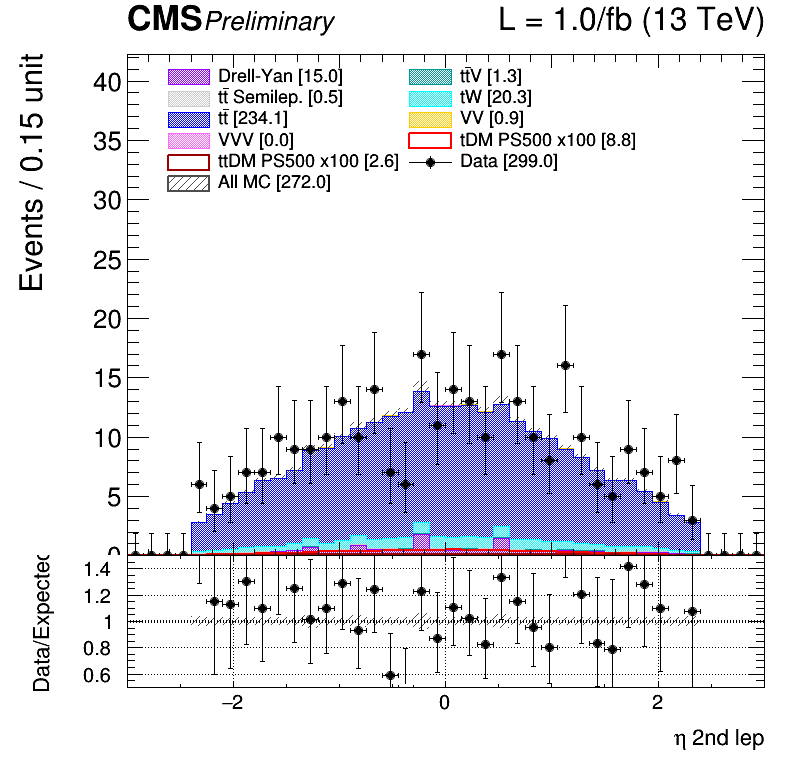 CMS Preliminary L = 1.0/fb (13 TeV)
Events / 0.15 unit
40
35
30
25
20
15
10
5
0
Drell-Yan [15.0]
tt̄V [1.3]
tt̄ Semilep. [0.5]
tW [20.3]
tt̄ [234.1]
VV [0.9]
VVV [0.0]
tDM PS500 x100 [8.8]
ttDM PS500 x100 [2.6]
Data [299.0]
All MC [272.0]
Data/Expected
1.4
1.2
1
0.8
0.6
−2 0 2
η 2nd lep